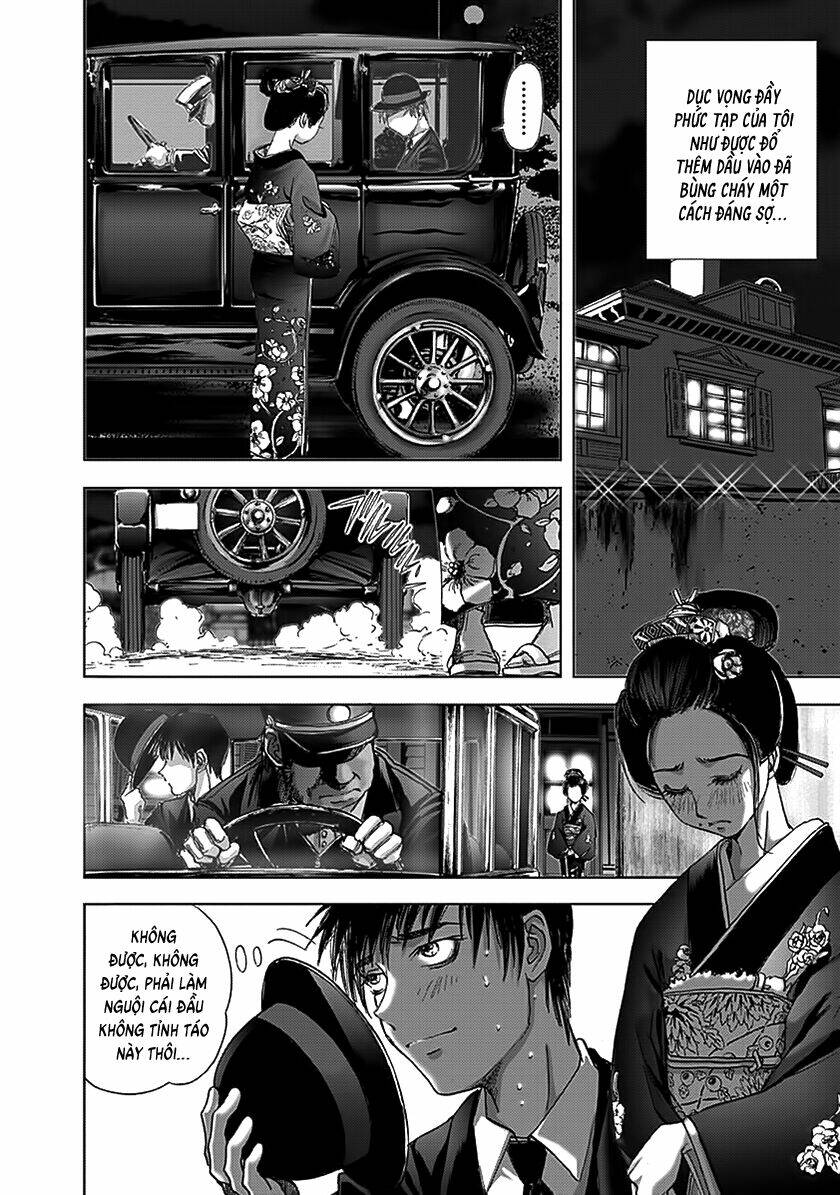 DỤC VỌNG ĐẦY
PHỨC TẠP CỦA TÔI
NHƯ ĐƯỢC ĐỔ
THÊM DẦU VÀO ĐÃ
BÙNG CHÁY MỘT
CÁCH ĐÁNG SỢ...
........
KHÔNG
ĐƯỢC, KHÔNG
ĐƯỢC, PHẢI LÀM
NGUỘI CÁI ĐẦU
KHÔNG TỈNH TÁO
NÀY THÔI...